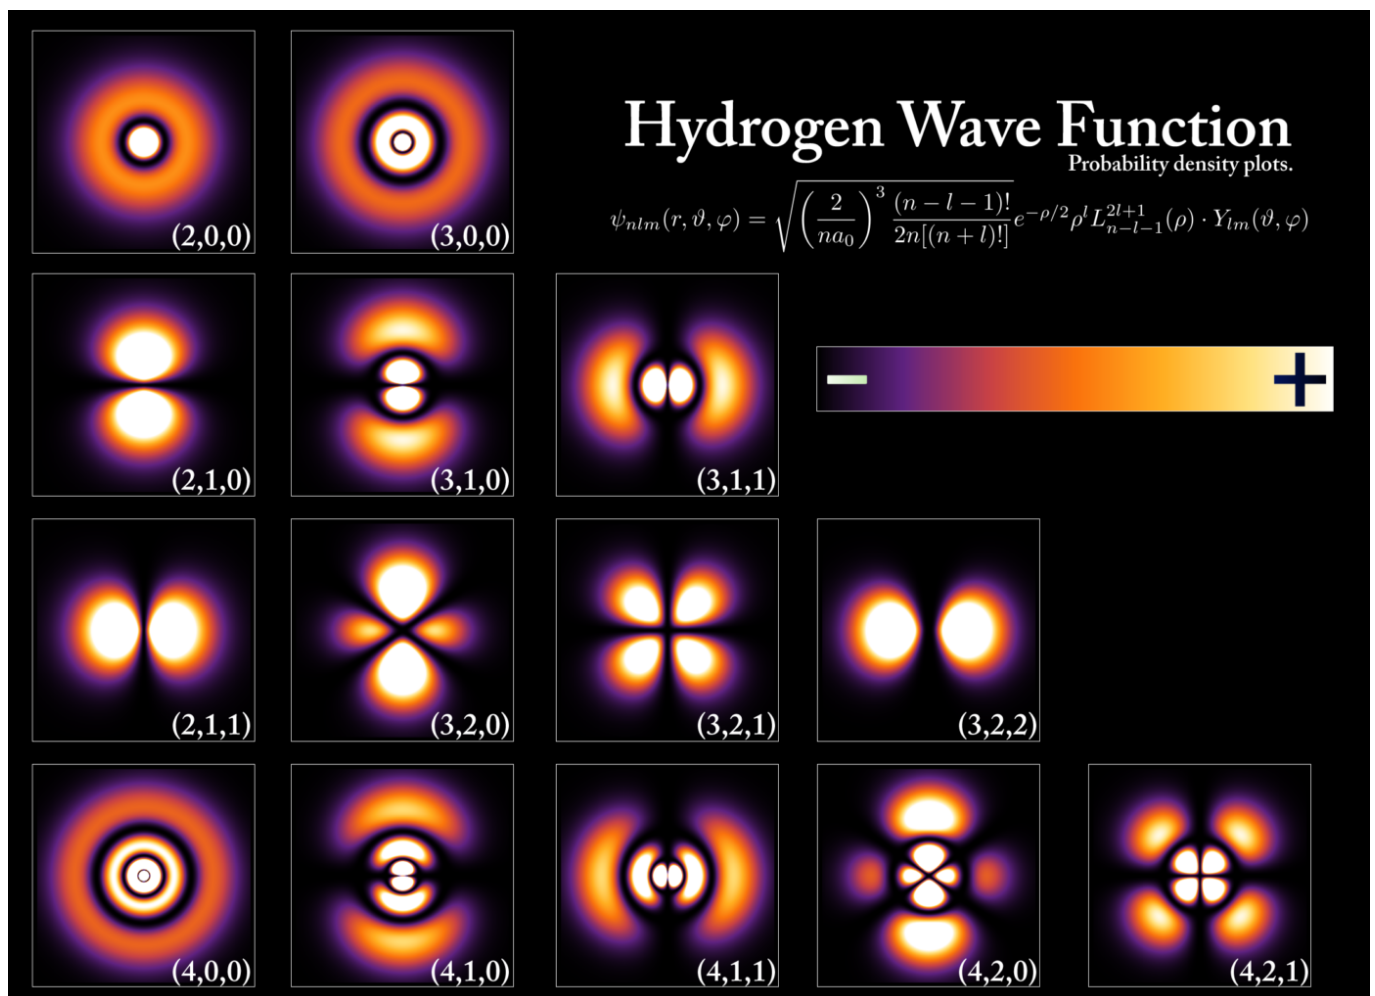 Hydrogen Wave Function
Probability density plots.
ψnlm(r, ϑ, φ) = √((2/na₀)³ (n − l − 1)!/2n[(n + l)!]) e^{−ρ/2} ρ^l L^{2l+1}_{n−l−1}(ρ) · Ylm(ϑ, φ)
(2,0,0) (3,0,0)
− +
(2,1,0) (3,1,0) (3,1,1)
(2,1,1) (3,2,0) (3,2,1) (3,2,2)
(4,0,0) (4,1,0) (4,1,1) (4,2,0) (4,2,1)